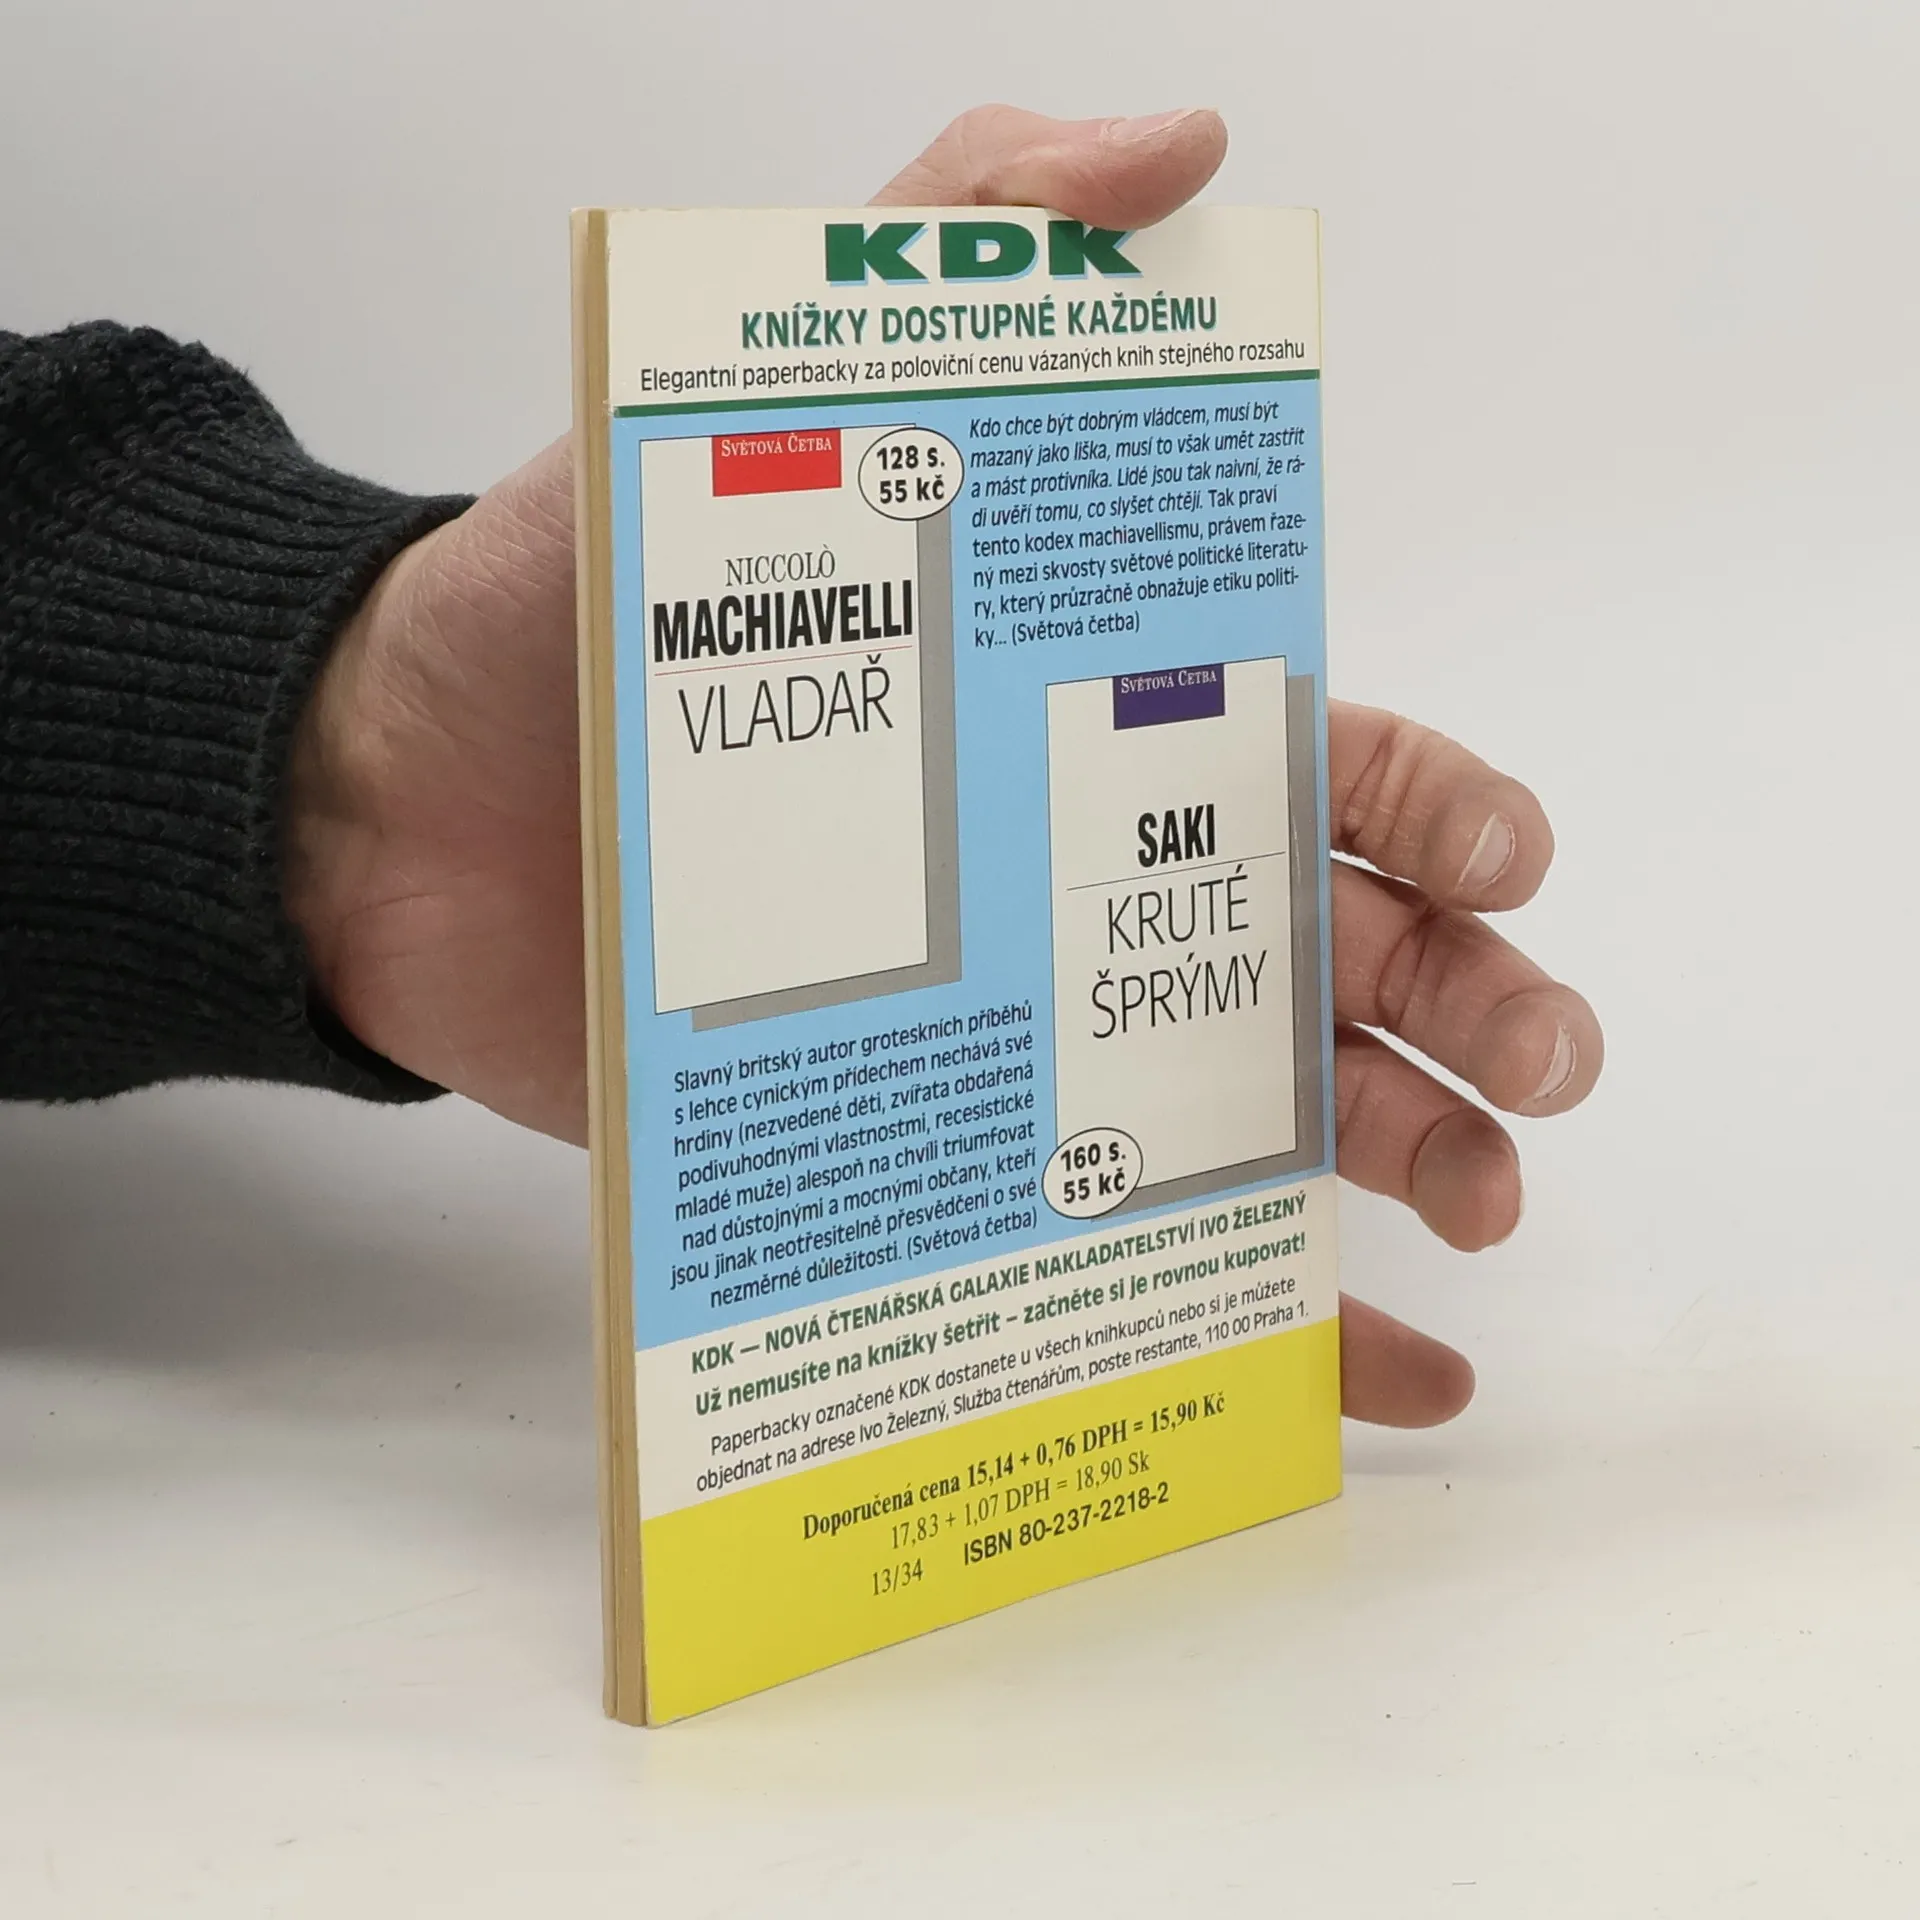 KDK
KNÍŽKY DOSTUPNÉ KAŽDÉMU
Elegantní paperbacky za poloviční cenu vázaných knih stejného rozsahu
SVĚTOVÁ ČETBA
128 s.
55 kč
NICCOLÒ
MACHIAVELLI
VLADAŘ
Kdo chce být dobrým vládcem, musí být
mazaný jako liška, musí to však umět zastřít
a mást protivníka. Lidé jsou tak naivní, že rá-
di uvěří tomu, co slyšet chtějí. Tak praví
tento kodex machiavellismu, právem řaze-
ný mezi skvosty světové politické literatu-
ry, který průzračně obnažuje etiku politi-
ky... (Světová četba)
SVĚTOVÁ ČETBA
SAKI
KRUTÉ
ŠPRÝMY
160 s.
55 kč
Slavný britský autor groteskních příběhů
s lehce cynickým přídechem nechává své
hrdiny (nezvedené děti, zvířata obdařená
podivuhodnými vlastnostmi, recesistické
mladé muže) alespoň na chvíli triumfovat
nad důstojnými a mocnými občany, kteří
jsou jinak neotřesitelně přesvědčeni o své
nezměrné důležitosti. (Světová četba)
KDK — NOVÁ ČTENÁŘSKÁ GALAXIE NAKLADATELSTVÍ IVO ŽELEZNÝ
Už nemusíte na knížky šetřit – začněte si je rovnou kupovat!
Paperbacky označené KDK dostanete u všech knihkupců nebo si je můžete
objednat na adrese Ivo Železný, Služba čtenářům, poste restante, 110 00 Praha 1.
Doporučená cena 15,14 + 0,76 DPH = 15,90 Kč
17,83 + 1,07 DPH = 18,90 Sk
13/34 ISBN 80-237-2218-2